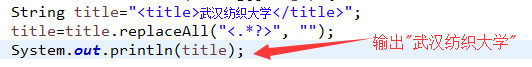 String title="<title>武汉纺织大学</title>";
title=title.replaceAll("<.*?>", "");
System.out.println(title);
输出"武汉纺织大学"